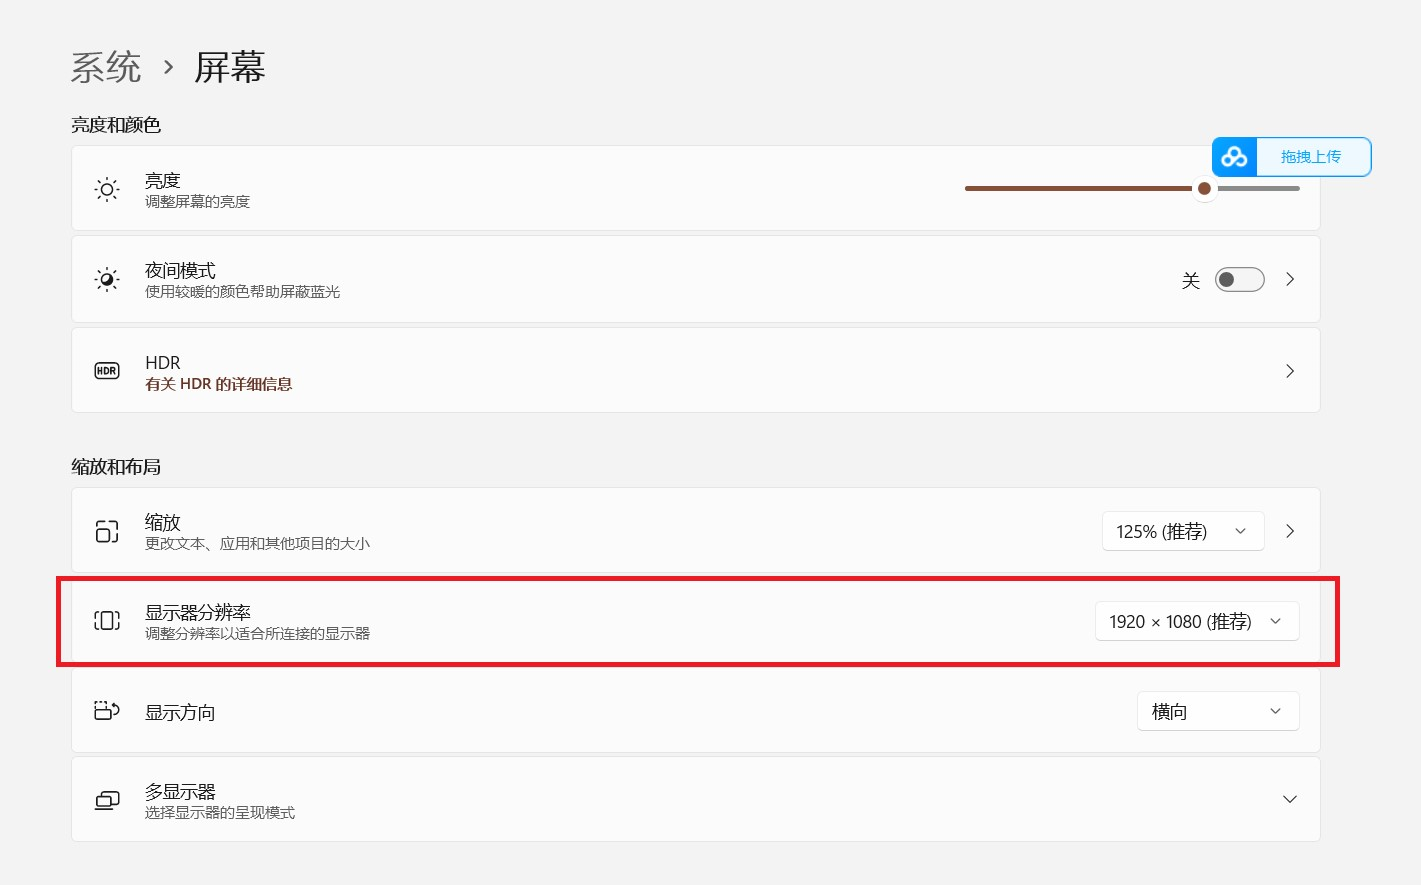 系统 › 屏幕
亮度和颜色
拖拽上传
亮度
调整屏幕的亮度
夜间模式
使用较暖的颜色帮助屏蔽蓝光
关
HDR
HDR
有关 HDR 的详细信息
缩放和布局
缩放
更改文本、应用和其他项目的大小
125% (推荐)
显示器分辨率
调整分辨率以适合所连接的显示器
1920 × 1080 (推荐)
显示方向
横向
多显示器
选择显示器的呈现模式